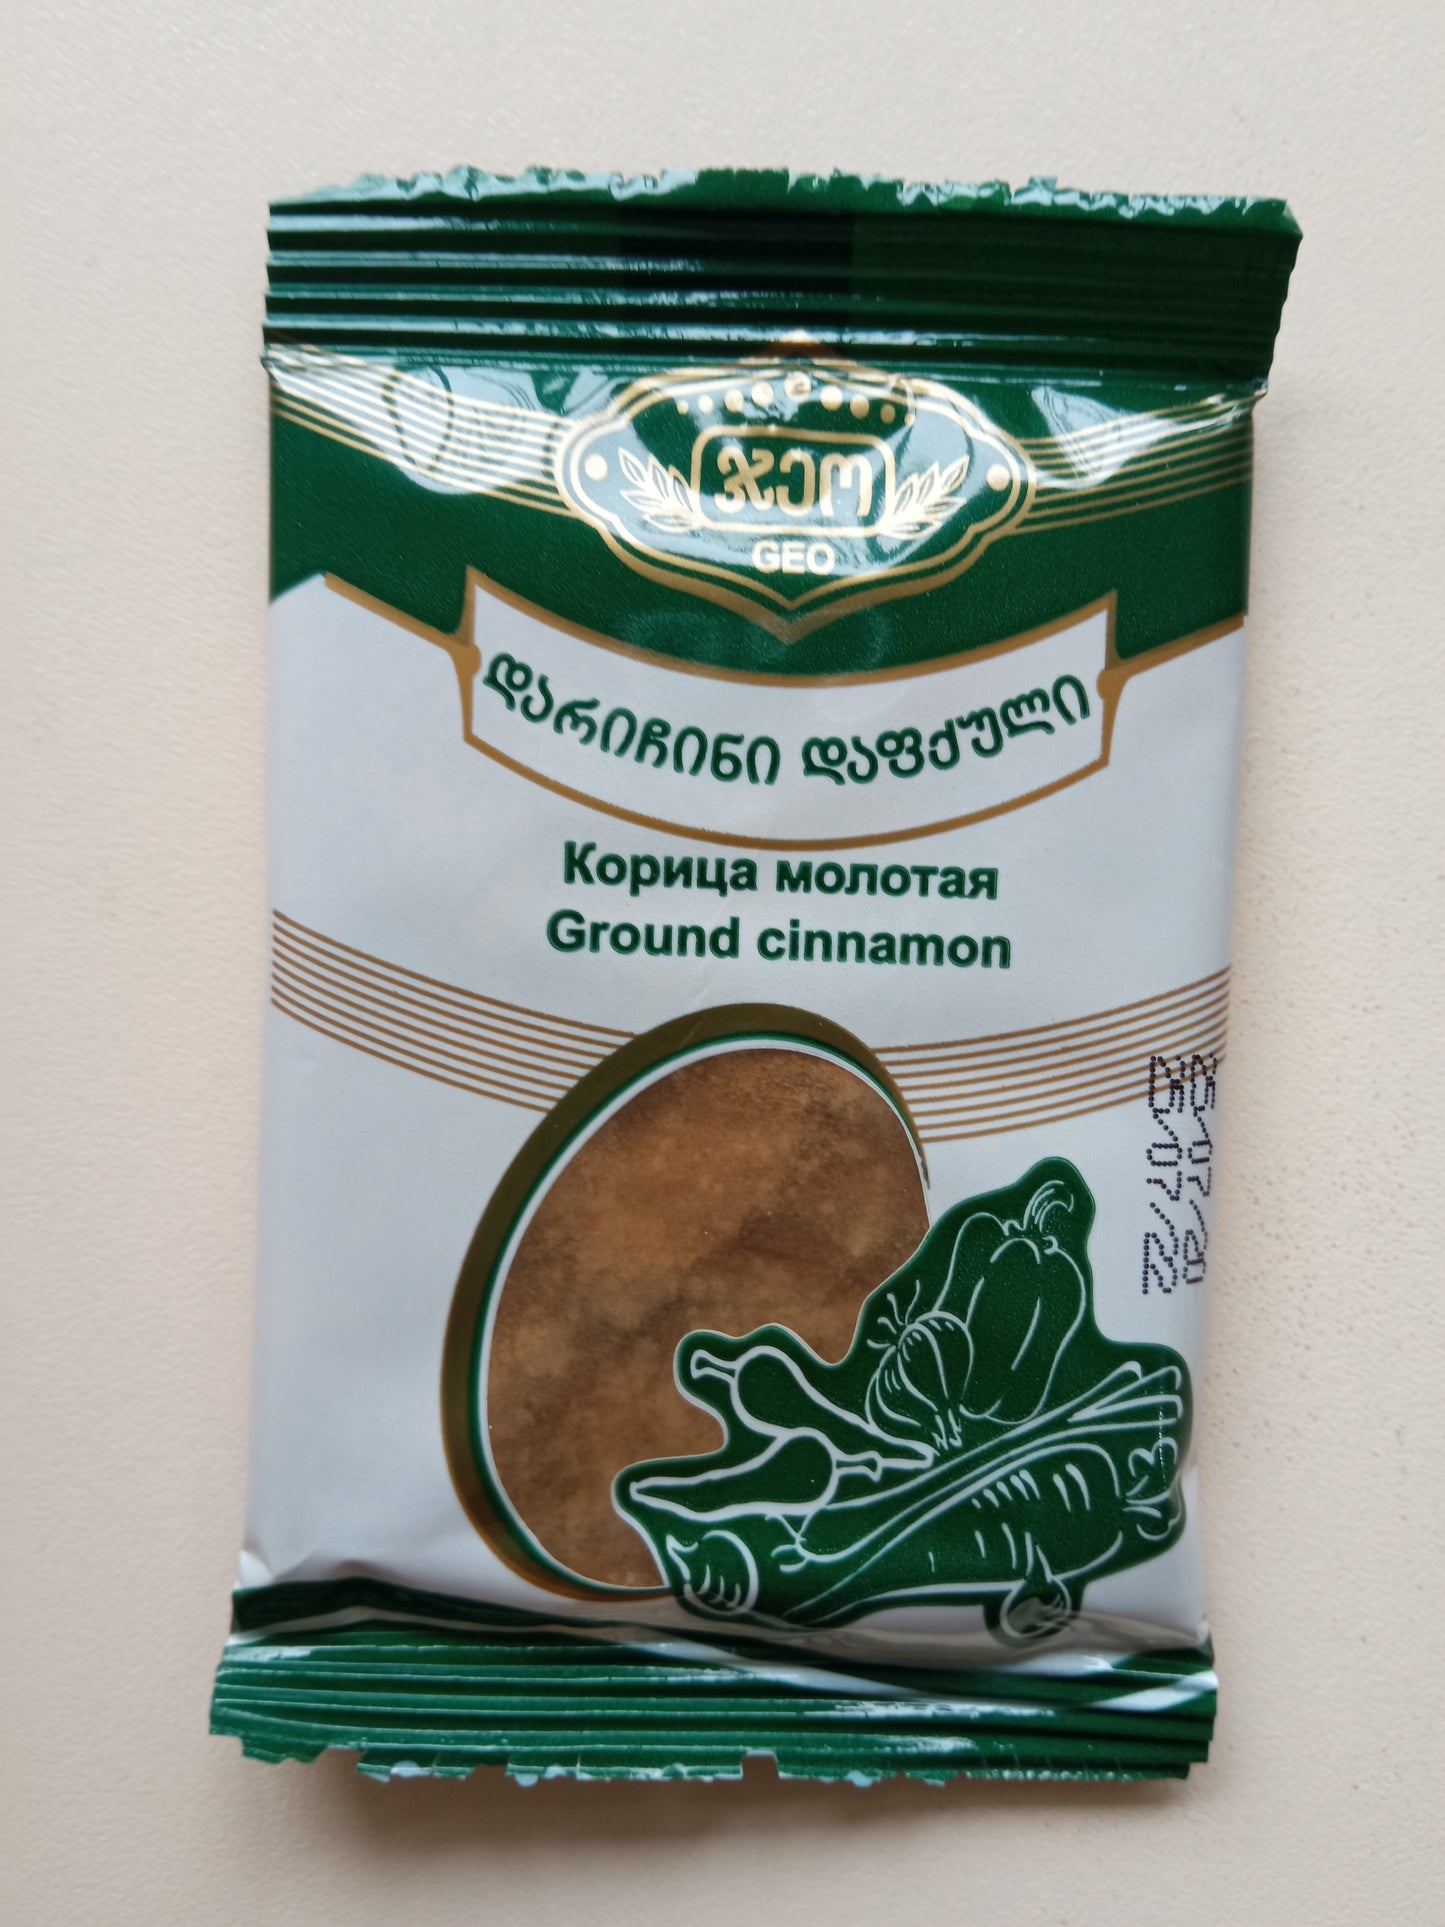 ჯეო
GEO
დარიჩინი დაფქული
Корица молотая
Ground cinnamon